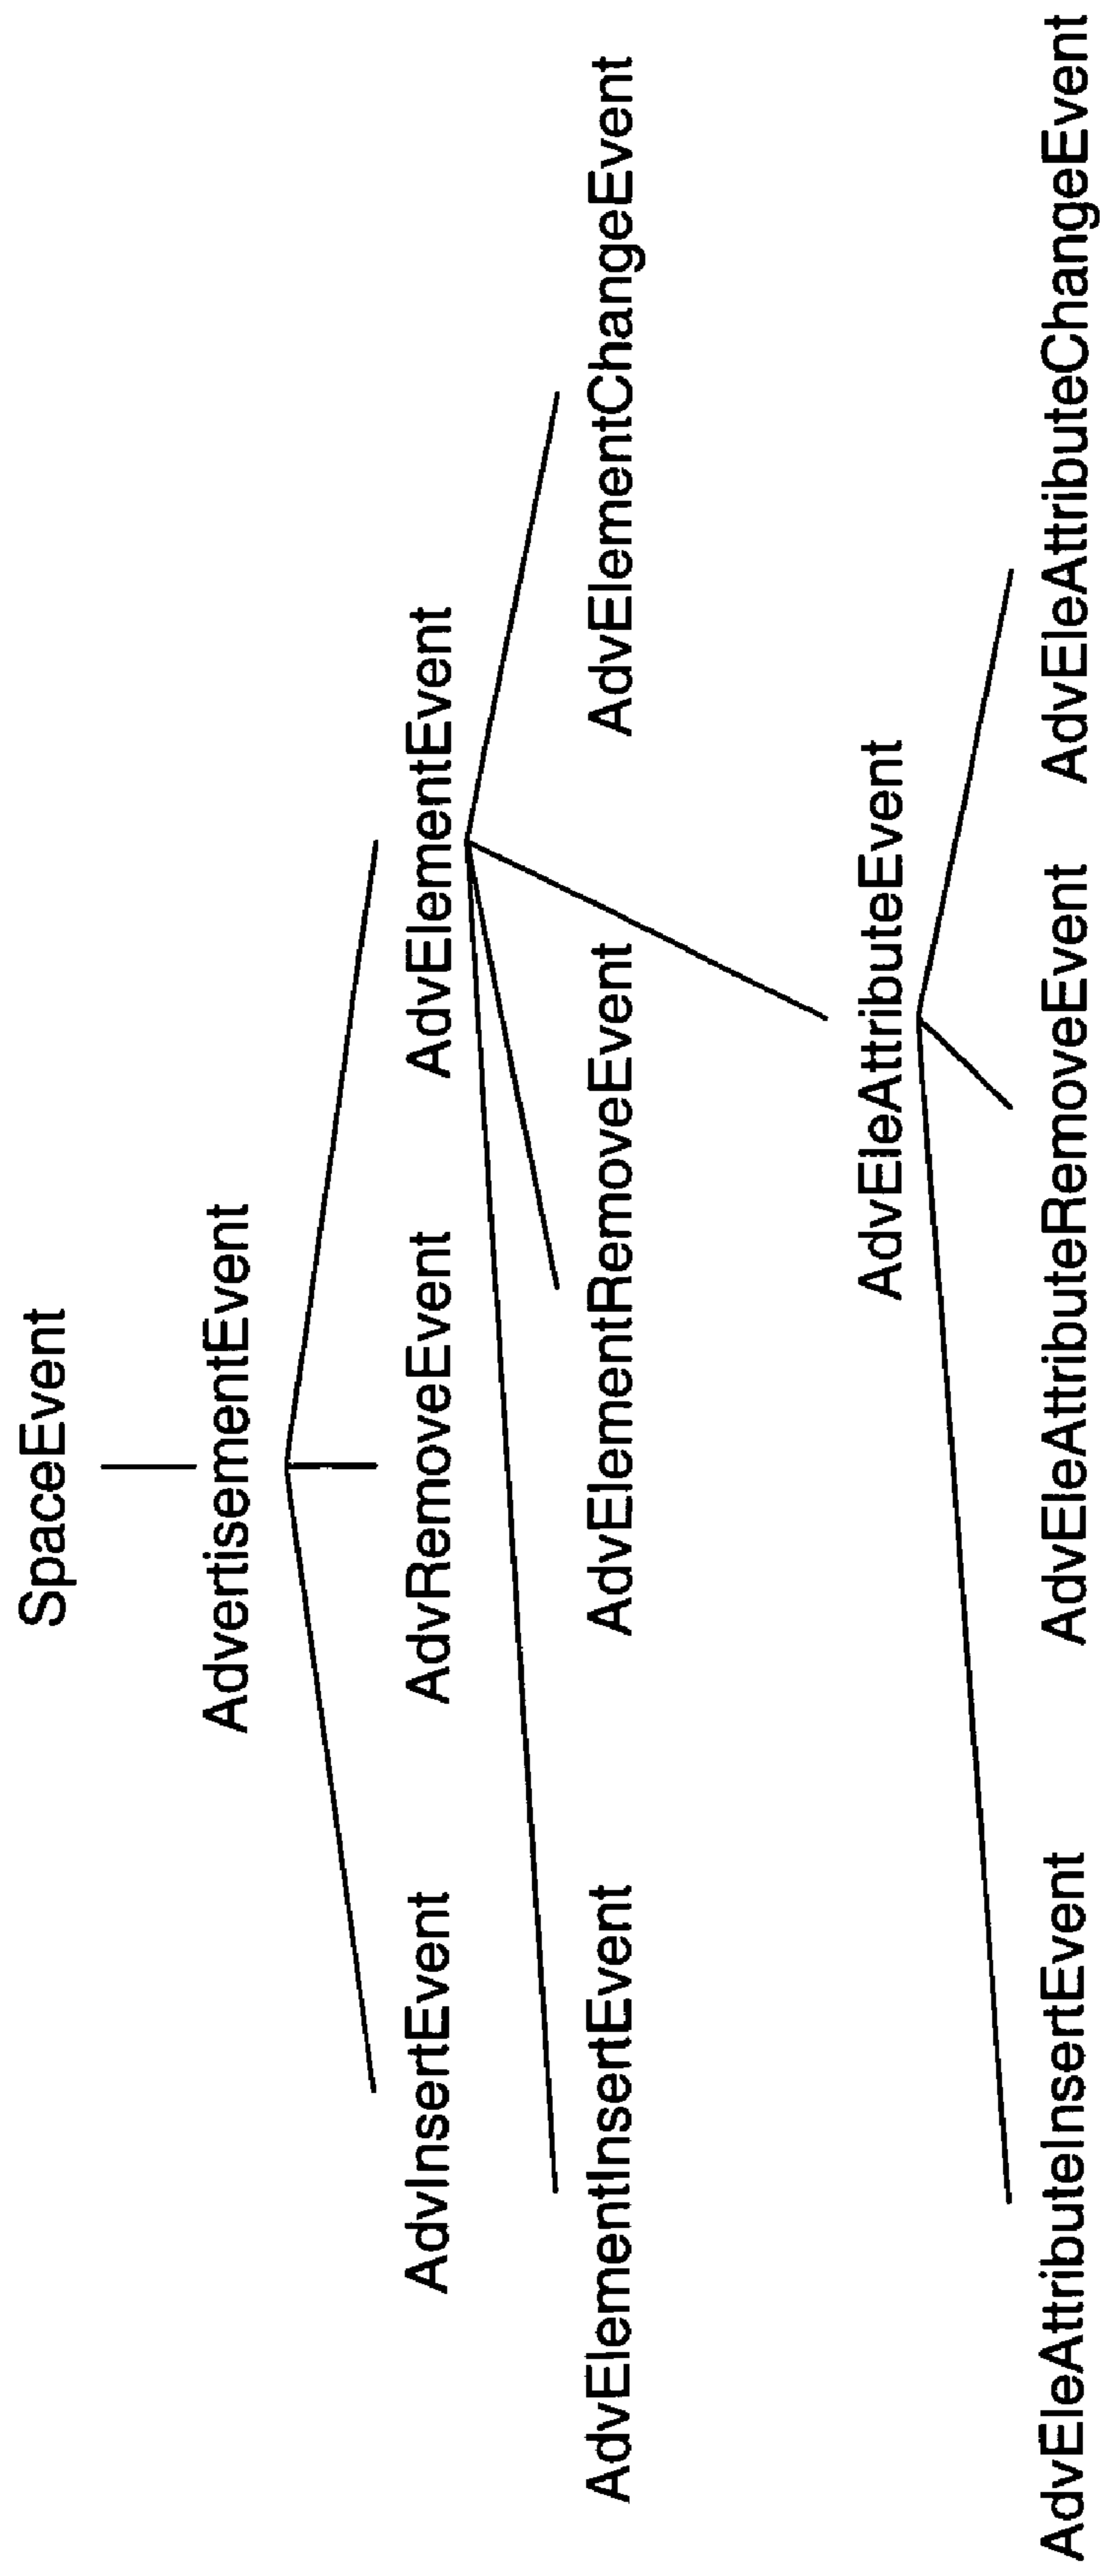 SpaceEvent
AdvertisementEvent
AdvInsertEvent
AdvRemoveEvent
AdvElementEvent
AdvElementInsertEvent
AdvElementRemoveEvent
AdvElementChangeEvent
AdvEleAttributeEvent
AdvEleAttributeInsertEvent
AdvEleAttributeRemoveEvent
AdvEleAttributeChangeEvent